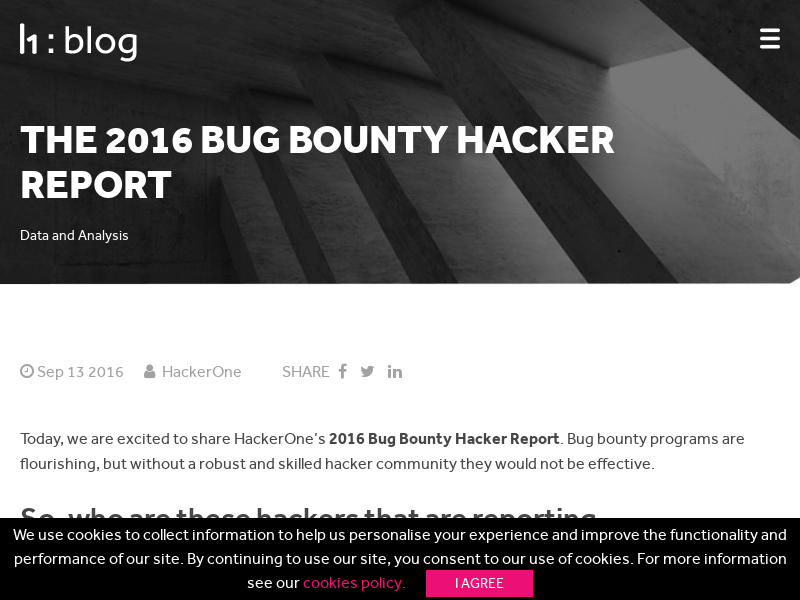 h1 : blog
THE 2016 BUG BOUNTY HACKER
REPORT
Data and Analysis
Sep 13 2016 HackerOne SHARE
Today, we are excited to share HackerOne’s 2016 Bug Bounty Hacker Report. Bug bounty programs are
flourishing, but without a robust and skilled hacker community they would not be effective.
So, who are these hackers that are reporting
We use cookies to collect information to help us personalise your experience and improve the functionality and
performance of our site. By continuing to use our site, you consent to our use of cookies. For more information
see our cookies policy. I AGREE